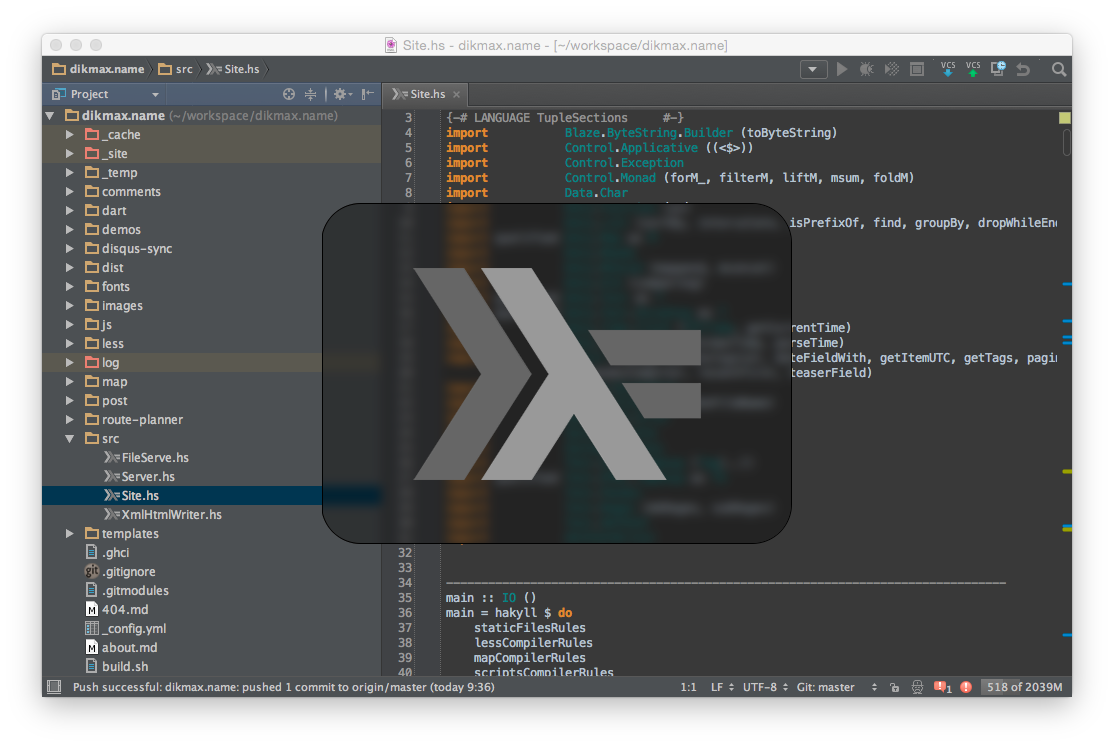 Site.hs - dikmax.name - [~/workspace/dikmax.name]
dikmax.name src Site.hs
VCS VCS
Project
Site.hs
dikmax.name (~/workspace/dikmax.name)
_cache
_site
_temp
comments
dart
demos
disqus-sync
dist
fonts
images
js
less
log
map
post
route-planner
src
FileServe.hs
Server.hs
Site.hs
XmlHtmlWriter.hs
templates
.ghci
git .gitignore
.gitmodules
M 404.md
_config.yml
M about.md
build.sh
3 {-# LANGUAGE TupleSections #-}
4 import Blaze.ByteString.Builder (toByteString)
5 import Control.Applicative ((<$>))
6 import Control.Exception
7 import Control.Monad (forM_, filterM, liftM, msum, foldM)
8 import Data.Char
isPrefixOf, find, groupBy, dropWhileEn
rentTime)
rseTime)
teFieldWith, getItemUTC, getTags, pagin
teaserField)
32
33
34 --------------------------------------------------------------------------------
35 main :: IO ()
36 main = hakyll $ do
37 staticFilesRules
38 lessCompilerRules
39 mapCompilerRules
40 scriptsCompilerRules
Push successful: dikmax.name: pushed 1 commit to origin/master (today 9:36)
1:1 LF UTF-8 Git: master 1 518 of 2039M